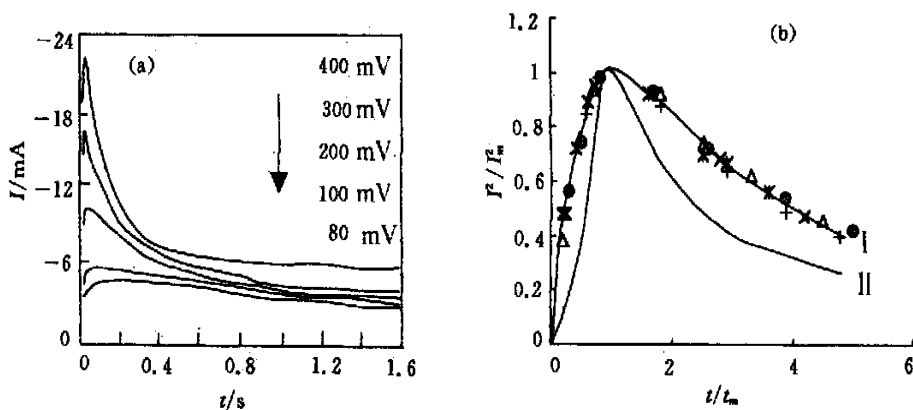 (a)
-24
-18
-12
-6
0
I/mA
400 mV
300 mV
200 mV
100 mV
80 mV
0 0.4 0.8 1.2 1.6
t/s
(b)
1.2
1
0.8
0.6
0.4
0.2
0
I²/I²m
I
II
0 2 4 6
t/tm